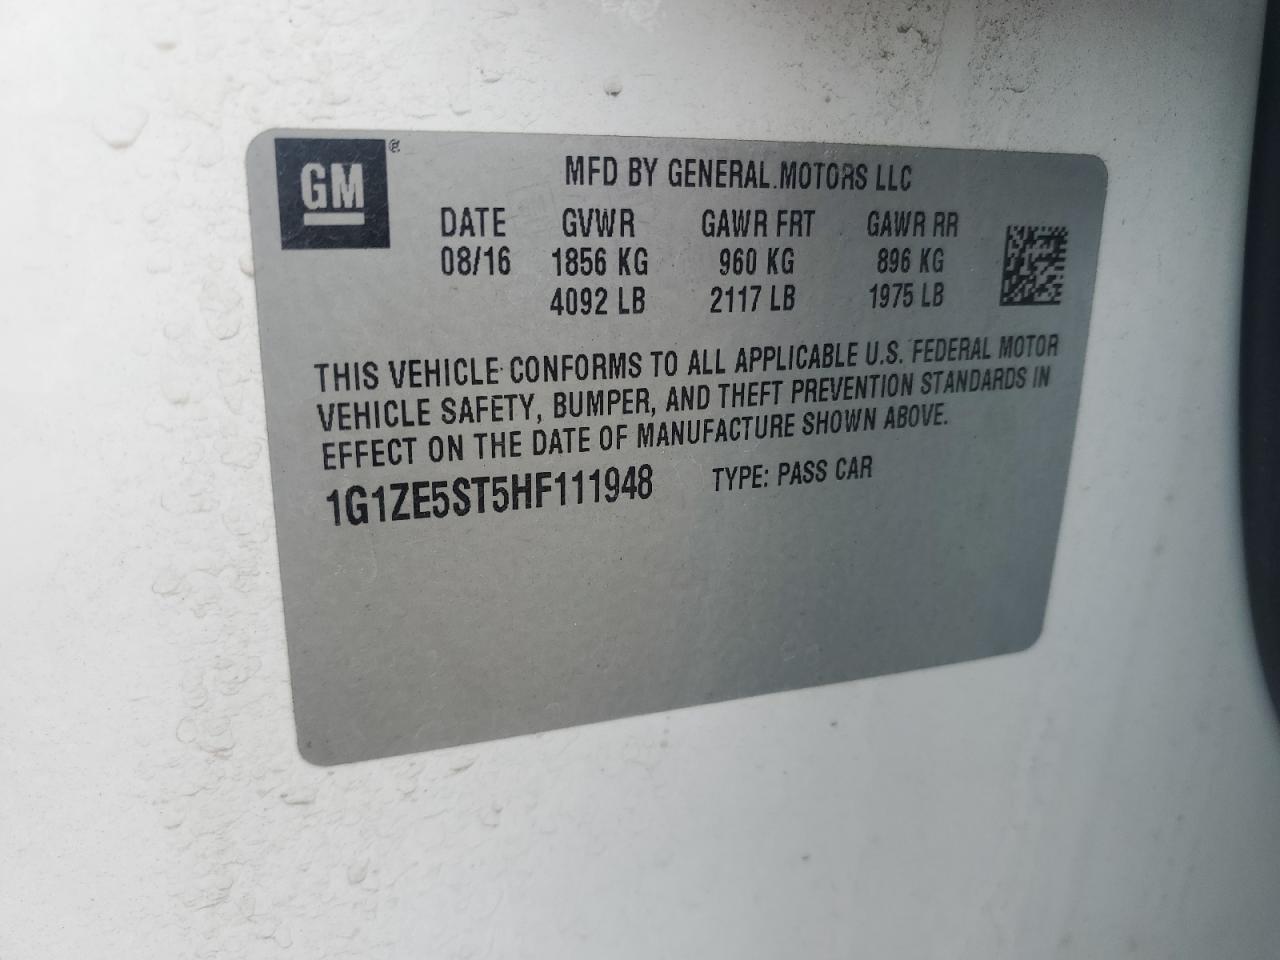 GM ®
MFD BY GENERAL MOTORS LLC
DATE GVWR GAWR FRT GAWR RR
08/16 1856 KG 960 KG 896 KG
4092 LB 2117 LB 1975 LB
THIS VEHICLE CONFORMS TO ALL APPLICABLE U.S. FEDERAL MOTOR
VEHICLE SAFETY, BUMPER, AND THEFT PREVENTION STANDARDS IN
EFFECT ON THE DATE OF MANUFACTURE SHOWN ABOVE.
1G1ZE5ST5HF111948 TYPE: PASS CAR